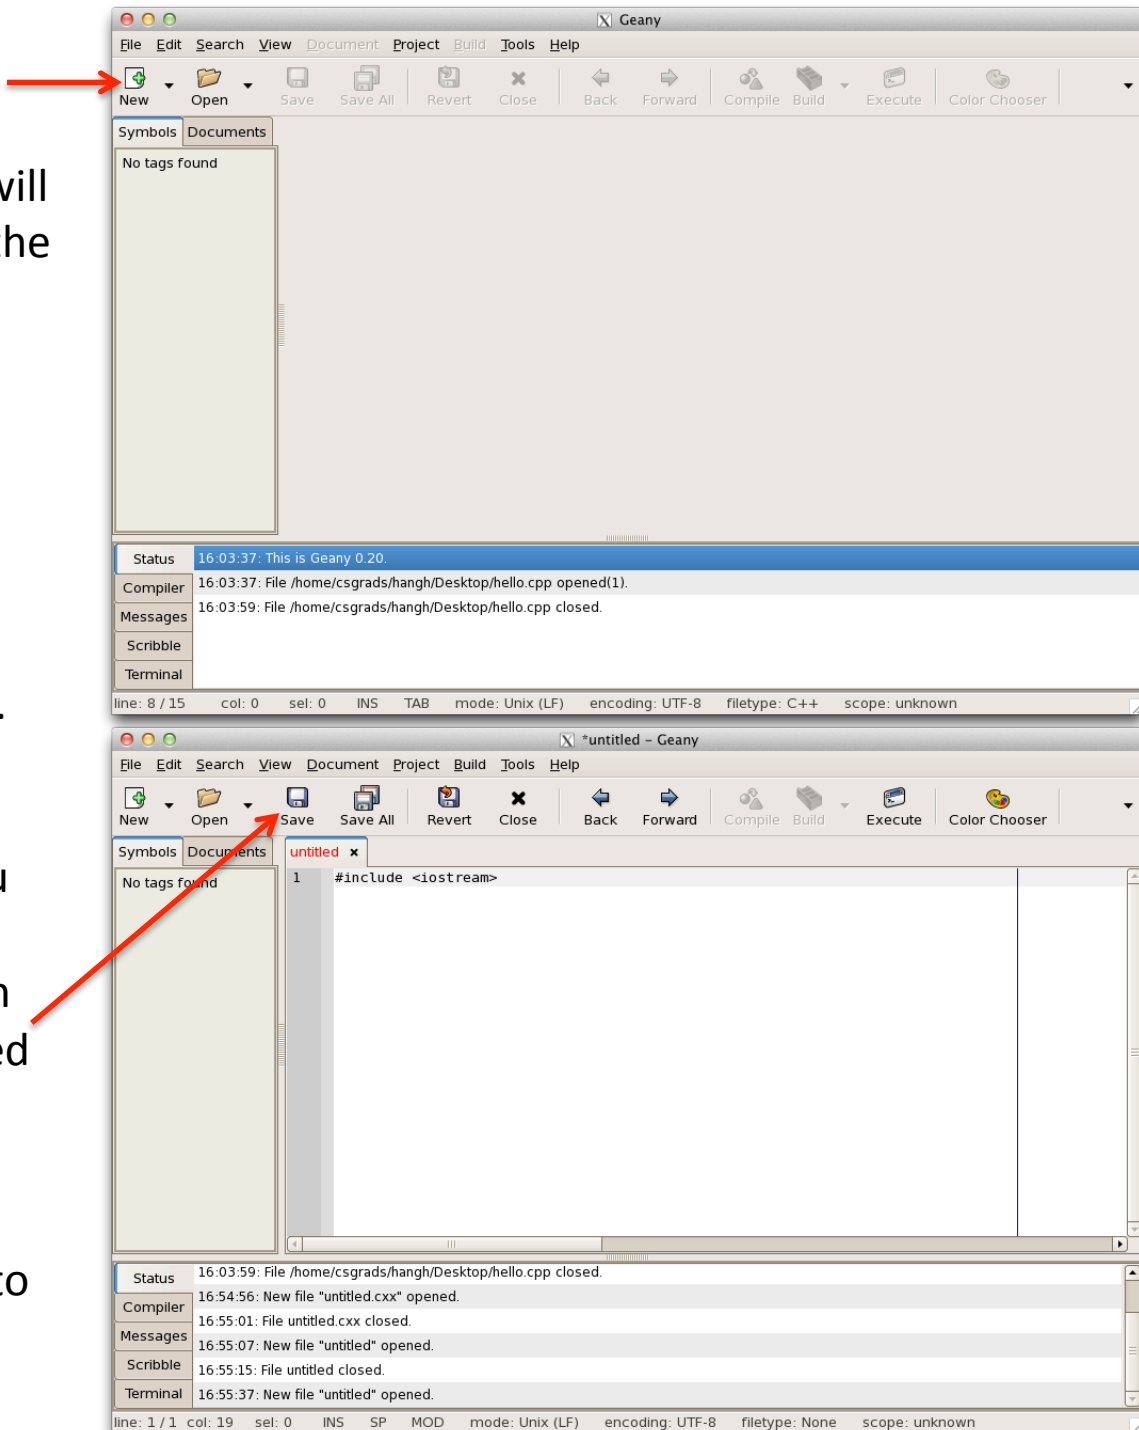 will
the
.
u
n
ed
to
Geany
File Edit Search View Document Project Build Tools Help
New Open Save Save All Revert Close Back Forward Compile Build Execute Color Chooser
Symbols Documents
No tags found
Status 16:03:37: This is Geany 0.20.
Compiler 16:03:37: File /home/csgrads/hangh/Desktop/hello.cpp opened(1).
Messages 16:03:59: File /home/csgrads/hangh/Desktop/hello.cpp closed.
Scribble
Terminal
line: 8 / 15 col: 0 sel: 0 INS TAB mode: Unix (LF) encoding: UTF-8 filetype: C++ scope: unknown
*untitled – Geany
File Edit Search View Document Project Build Tools Help
New Open Save Save All Revert Close Back Forward Compile Build Execute Color Chooser
Symbols Documents untitled
No tags found
1 #include <iostream>
Status 16:03:59: File /home/csgrads/hangh/Desktop/hello.cpp closed.
Compiler 16:54:56: New file "untitled.cxx" opened.
16:55:01: File untitled.cxx closed.
Messages 16:55:07: New file "untitled" opened.
Scribble 16:55:15: File untitled closed.
Terminal 16:55:37: New file "untitled" opened.
line: 1 / 1 col: 19 sel: 0 INS SP MOD mode: Unix (LF) encoding: UTF-8 filetype: None scope: unknown